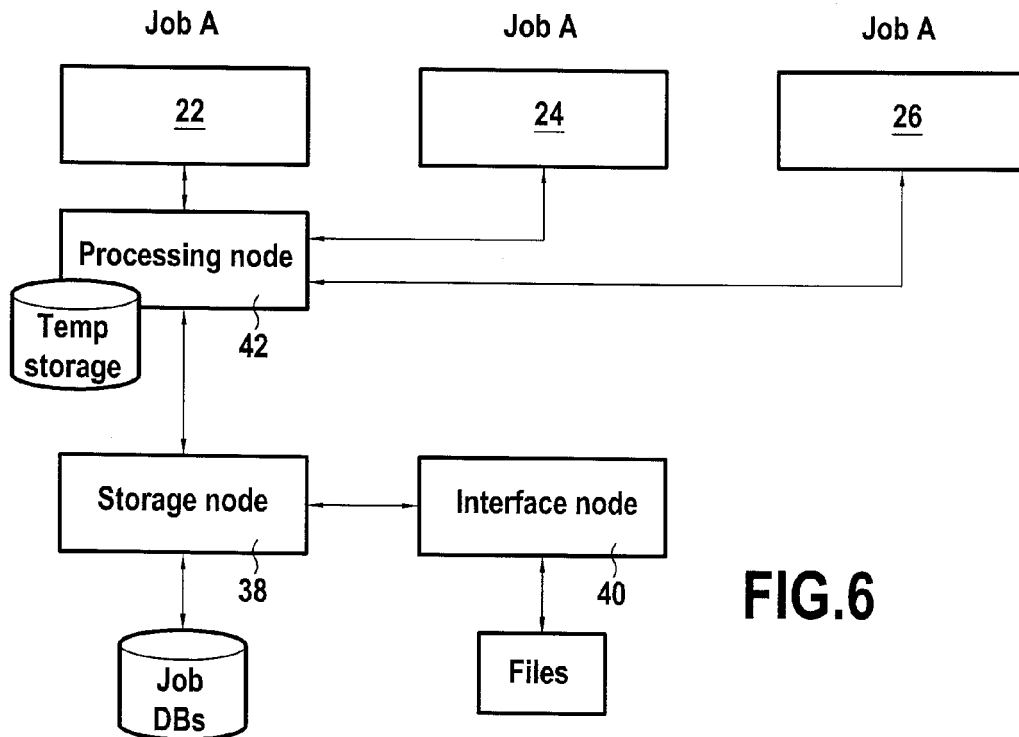 Job A
Job A
Job A
22
24
26
Processing node
42
Temp
storage
Storage node
38
Interface node
40
Job
DBs
Files
FIG.6